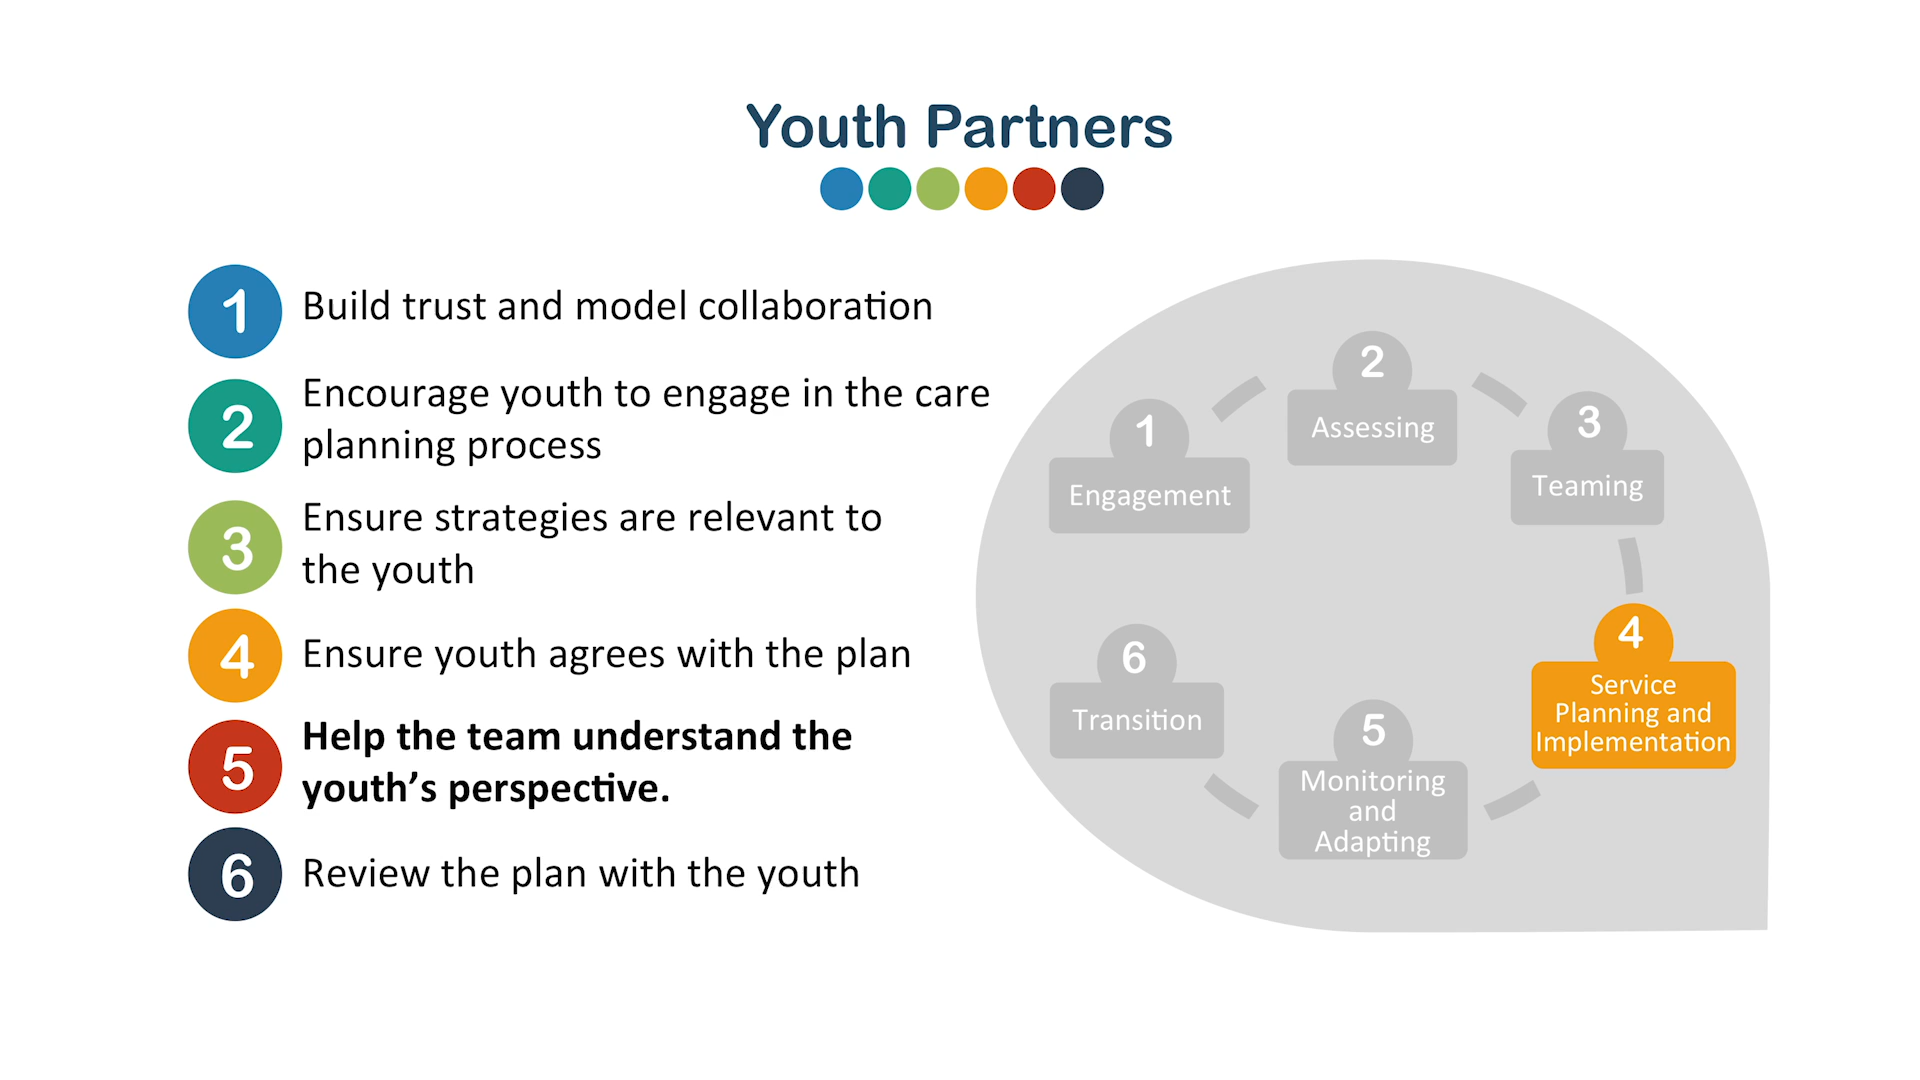 Youth Partners
1
Build trust and model collaboration
2
Encourage youth to engage in the care
planning process
3
Ensure strategies are relevant to
the youth
4
Ensure youth agrees with the plan
5
Help the team understand the
youth’s perspective.
6
Review the plan with the youth
1
Engagement
2
Assessing
3
Teaming
4
Service
Planning and
Implementation
5
Monitoring
and
Adapting
6
Transition